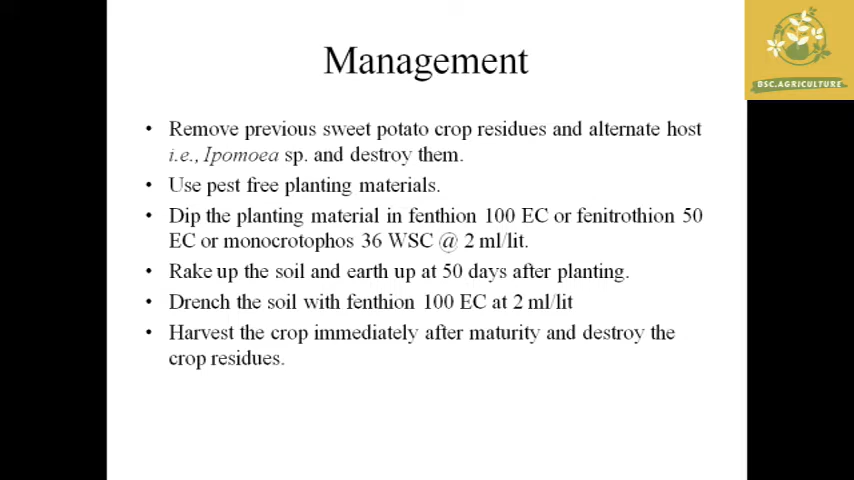 Management
BSC.AGRICULTURE
• Remove previous sweet potato crop residues and alternate host
i.e., Ipomoea sp. and destroy them.
• Use pest free planting materials.
• Dip the planting material in fenthion 100 EC or fenitrothion 50
EC or monocrotophos 36 WSC @ 2 ml/lit.
• Rake up the soil and earth up at 50 days after planting.
• Drench the soil with fenthion 100 EC at 2 ml/lit
• Harvest the crop immediately after maturity and destroy the
crop residues.